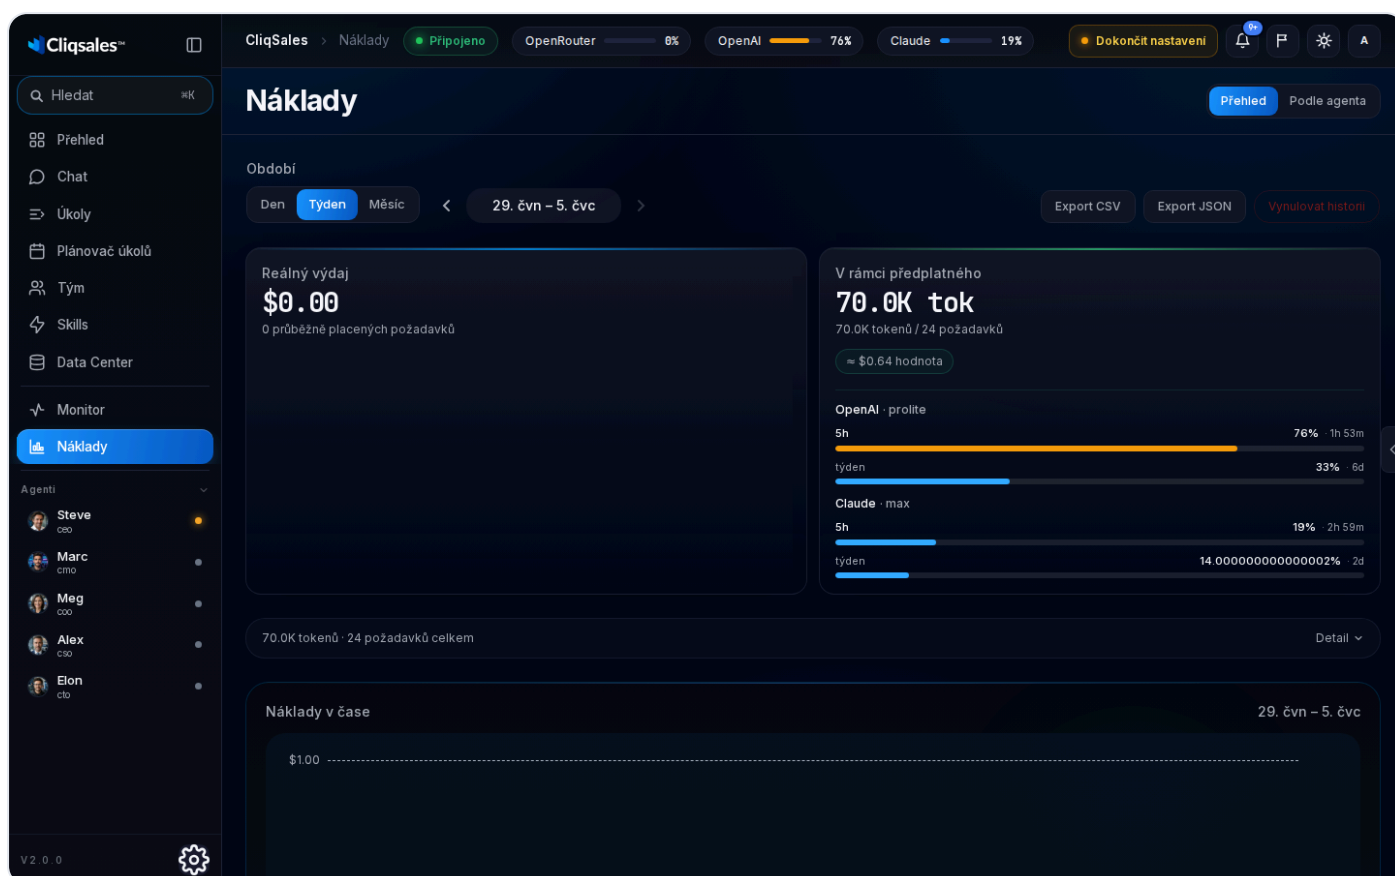 Cliqsales™
CliqSales > Náklady
Připojeno
OpenRouter 0%
OpenAI 76%
Claude 19%
Dokončit nastavení
9+
A
Hledat ⌘K
Přehled
Chat
Úkoly
Plánovač úkolů
Tým
Skills
Data Center
Monitor
Náklady
Agenti
Steve
ceo
Marc
cmo
Meg
coo
Alex
cso
Elon
cto
V2.0.0
Náklady
Přehled Podle agenta
Období
Den Týden Měsíc
29. čvn – 5. čvc
Export CSV Export JSON Vynulovat historii
Reálný výdaj
$0.00
0 průběžně placených požadavků
V rámci předplatného
70.0K tok
70.0K tokenů / 24 požadavků
≈ $0.64 hodnota
OpenAI · prolite
5h 76% · 1h 53m
týden 33% · 6d
Claude · max
5h 19% · 2h 59m
týden 14.000000000000002% · 2d
70.0K tokenů · 24 požadavků celkem Detail
Náklady v čase 29. čvn – 5. čvc
$1.00